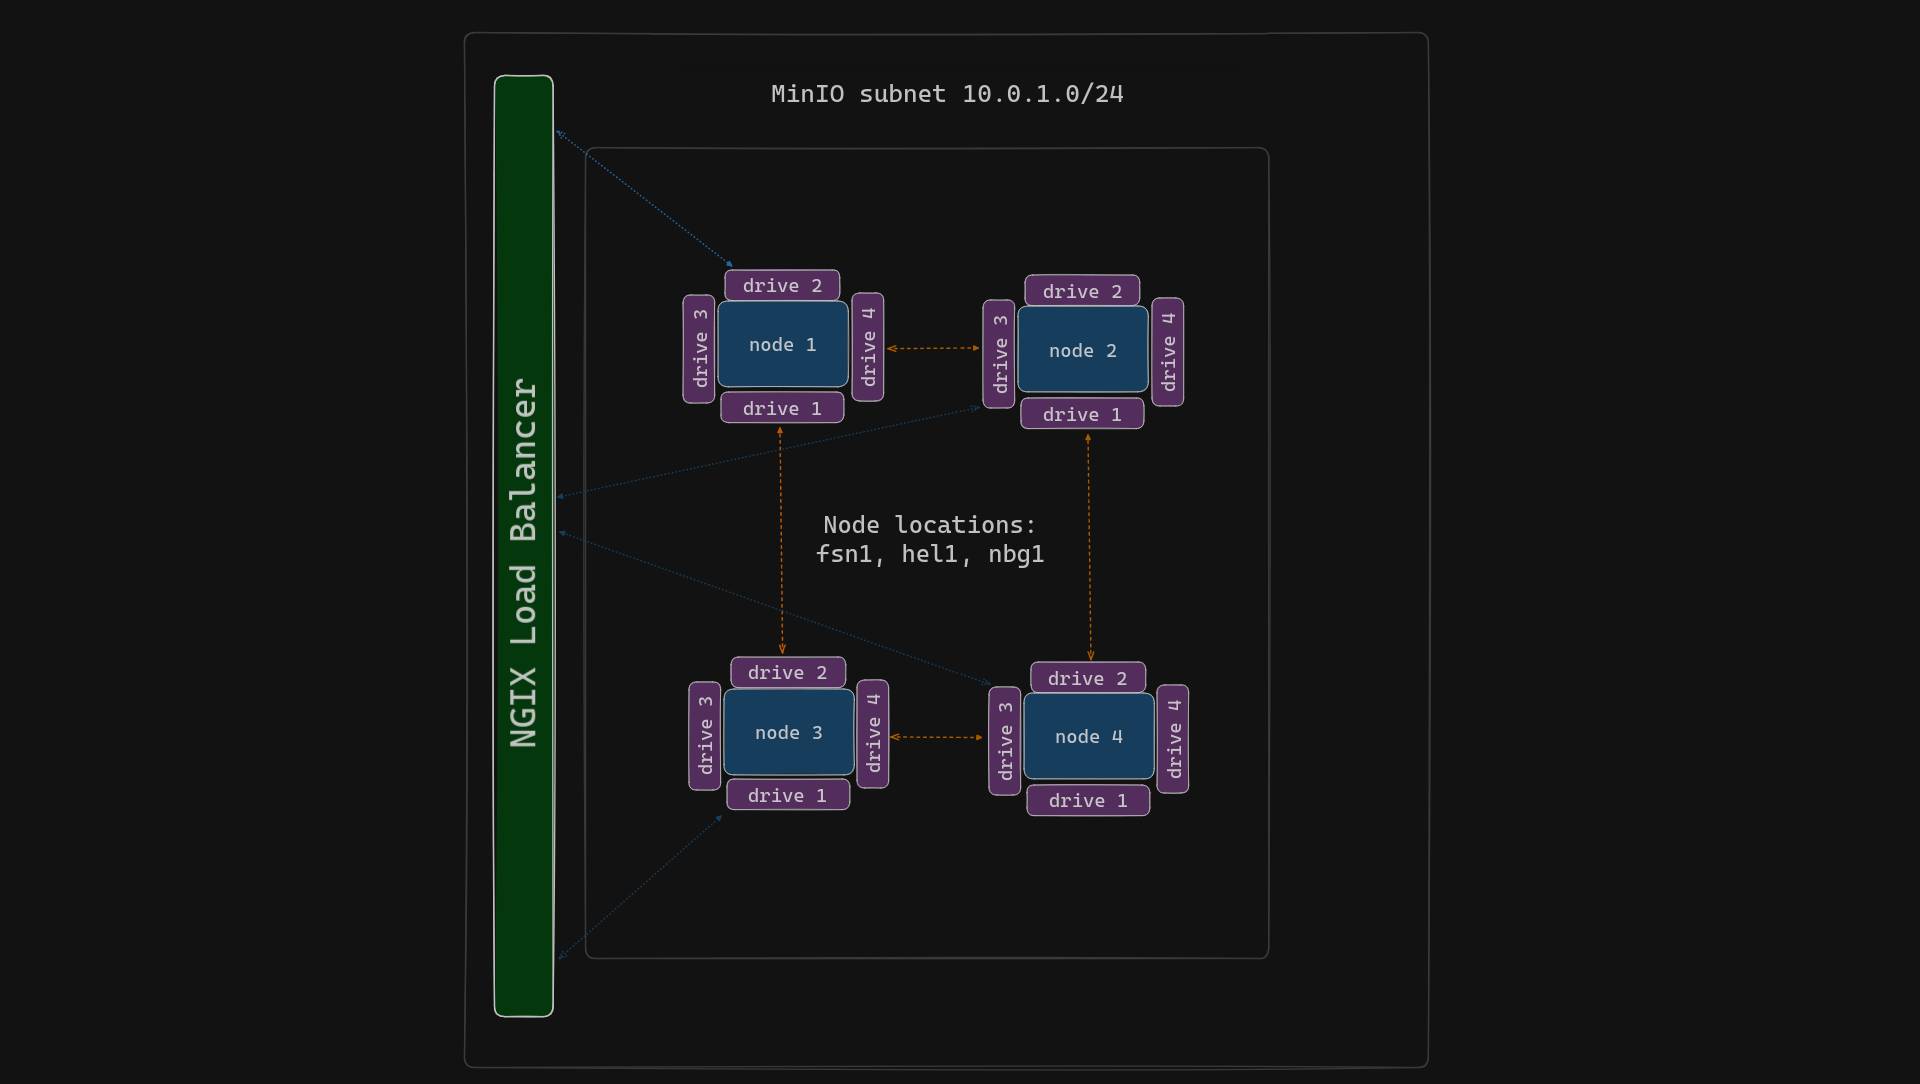 MinIO subnet 10.0.1.0/24
NGIX Load Balancer
drive 2
drive 3
node 1
drive 4
drive 1
drive 2
drive 3
node 2
drive 4
drive 1
Node locations:
fsn1, hel1, nbg1
drive 2
drive 3
node 3
drive 4
drive 1
drive 2
drive 3
node 4
drive 4
drive 1